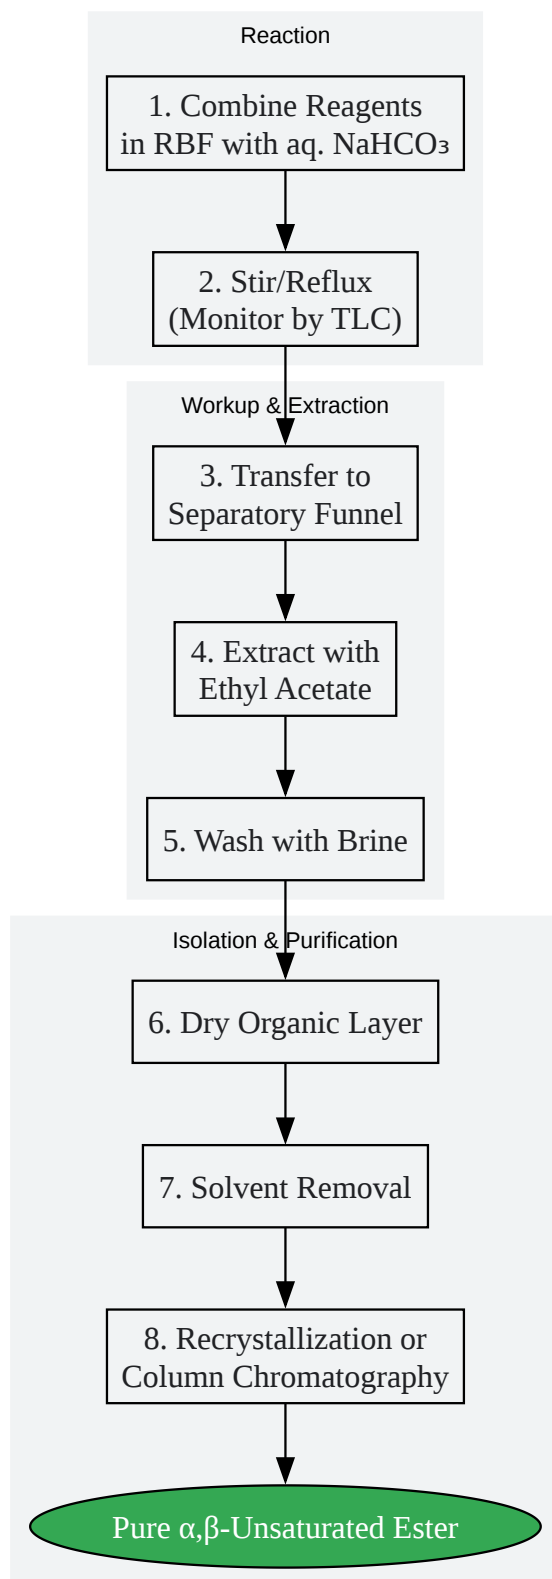 Reaction
1. Combine Reagents
in RBF with aq. NaHCO₃
2. Stir/Reflux
(Monitor by TLC)
Workup & Extraction
3. Transfer to
Separatory Funnel
4. Extract with
Ethyl Acetate
5. Wash with Brine
Isolation & Purification
6. Dry Organic Layer
7. Solvent Removal
8. Recrystallization or
Column Chromatography
Pure α,β-Unsaturated Ester